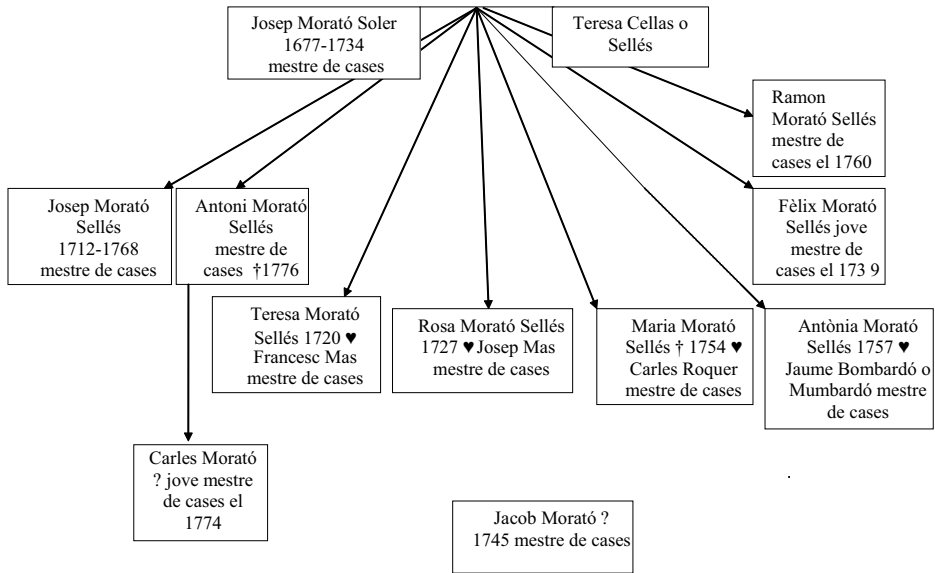 Josep Morató Soler
1677-1734
mestre de cases
Teresa Cellas o
Sellés
Ramon
Morató Sellés
mestre de
cases el 1760
Josep Morató
Sellés
1712-1768
mestre de cases
Antoni Morató
Sellés
mestre de
cases †1776
Fèlix Morató
Sellés jove
mestre de
cases el 173 9
Teresa Morató
Sellés 1720 ♥
Francesc Mas
mestre de cases
Rosa Morató Sellés
1727 ♥ Josep Mas
mestre de cases
Maria Morató
Sellés † 1754 ♥
Carles Roquer
mestre de cases
Antònia Morató
Sellés 1757 ♥
Jaume Bombardó o
Mumbardó mestre
de cases
Carles Morató
? jove mestre
de cases el
1774
Jacob Morató ?
1745 mestre de cases